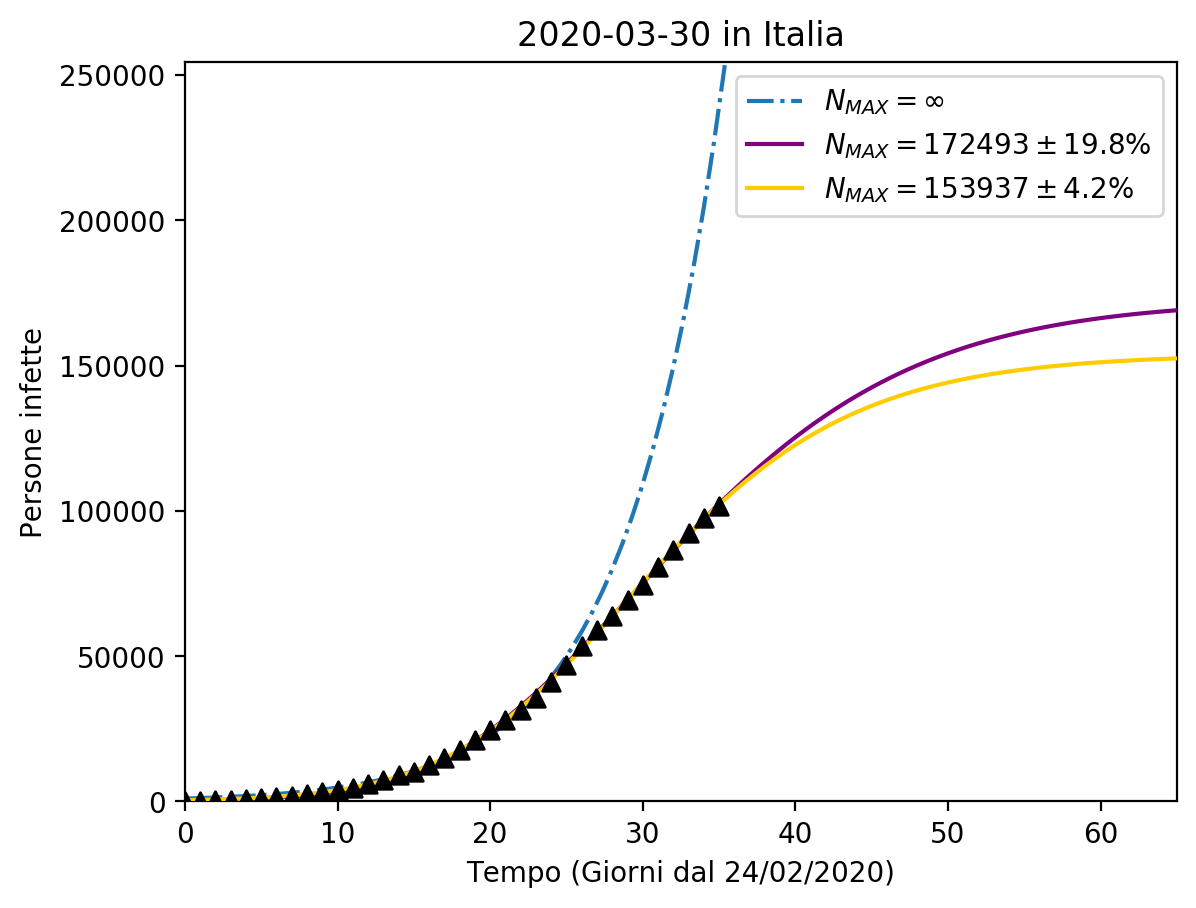 2020-03-30 in Italia
250000
200000
150000
100000
50000
0
Persone infette
N_MAX = ∞
N_MAX = 172493 ± 19.8%
N_MAX = 153937 ± 4.2%
0 10 20 30 40 50 60
Tempo (Giorni dal 24/02/2020)